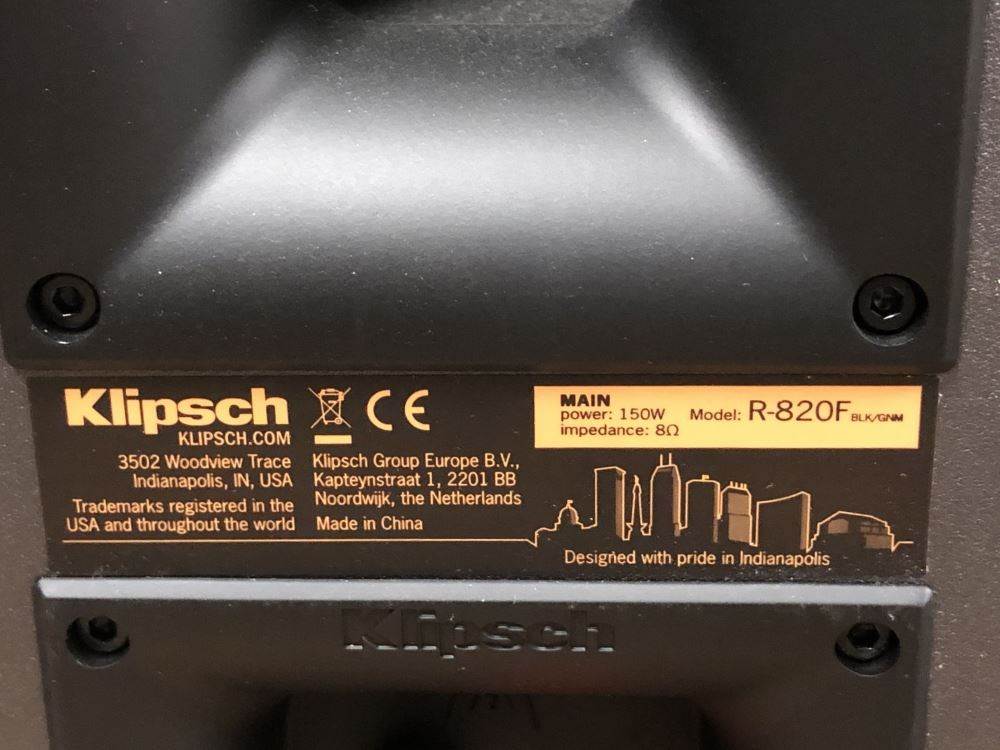 Klipsch
KLIPSCH.COM
3502 Woodview Trace
Indianapolis, IN, USA
Trademarks registered in the
USA and throughout the world
CE
Klipsch Group Europe B.V.,
Kapteynstraat 1, 2201 BB
Noordwijk, the Netherlands
Made in China
MAIN
power: 150W Model: R-820F BLK/GNM
impedance: 8Ω
Designed with pride in Indianapolis
Klipsch